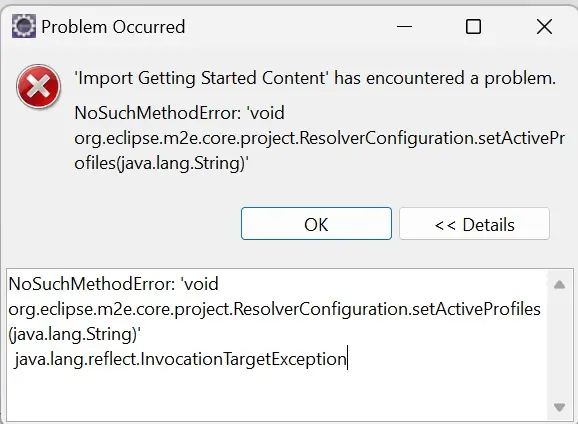 Problem Occurred
'Import Getting Started Content' has encountered a problem.
NoSuchMethodError: 'void
org.eclipse.m2e.core.project.ResolverConfiguration.setActivePr
ofiles(java.lang.String)'
OK
<< Details
NoSuchMethodError: 'void
org.eclipse.m2e.core.project.ResolverConfiguration.setActiveProfiles
(java.lang.String)'
java.lang.reflect.InvocationTargetException